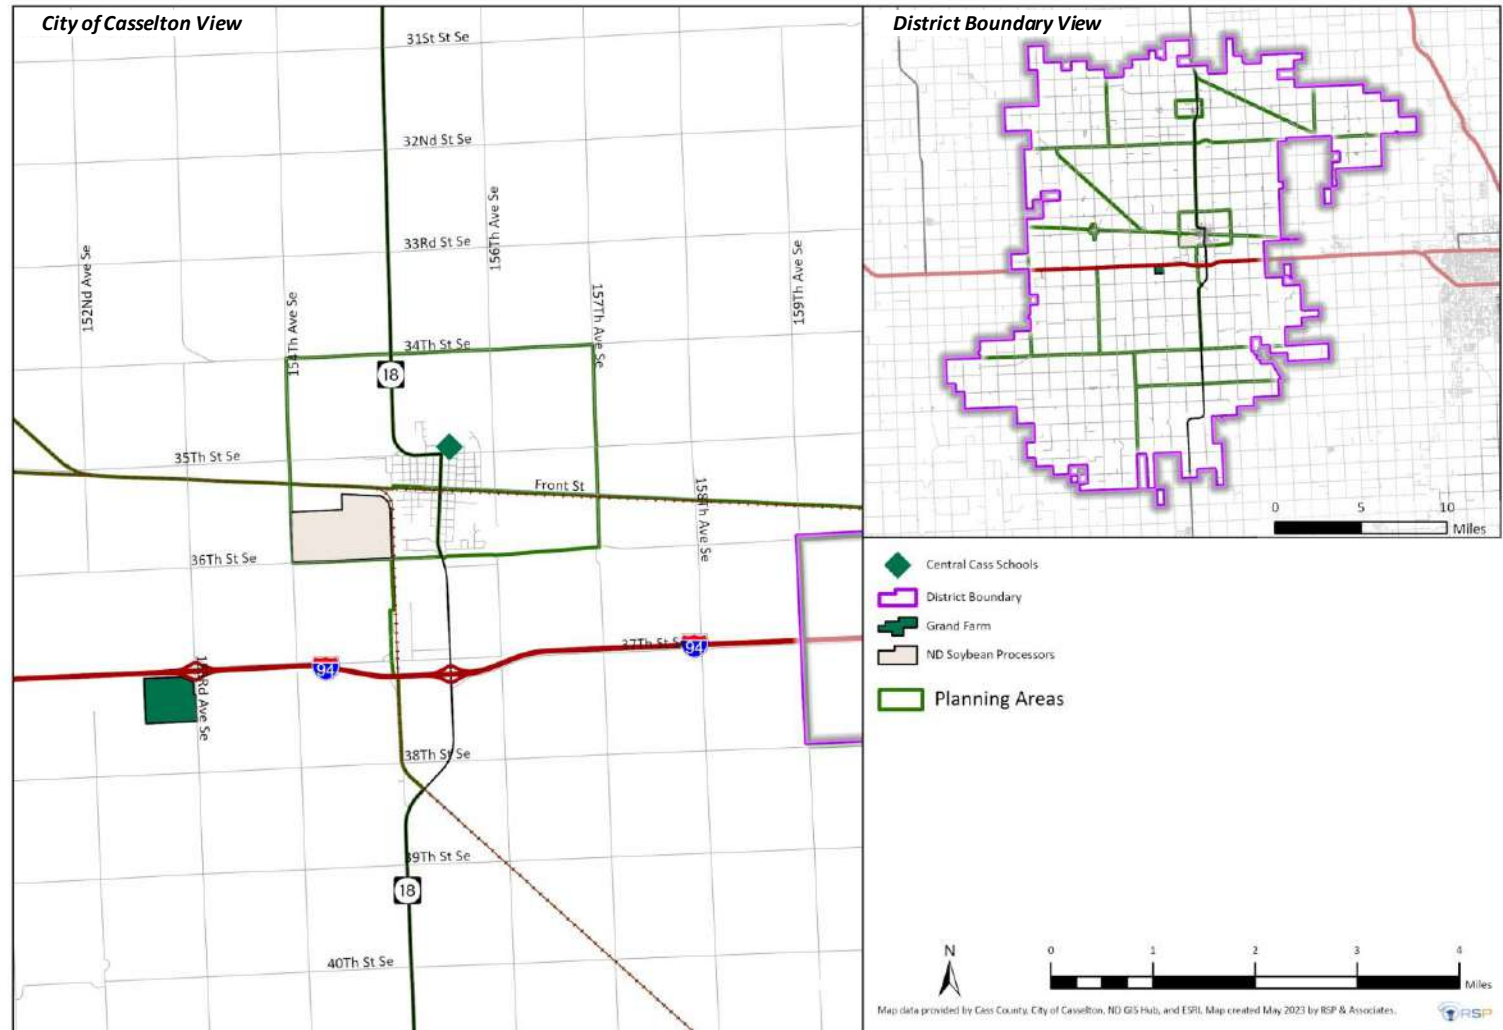 City of Casselton View
31St St Se
32Nd St Se
156Th Ave Se
33Rd St Se
152Nd Ave Se
159Th Ave Se
154Th Ave Se
157Th Ave Se
34Th St Se
18
35Th St Se
Front St
158Th Ave Se
36Th St Se
37Th St Se
94
94
Rd Ave Se
38Th St Se
39Th St Se
18
40Th St Se
District Boundary View
0 5 10
Miles
Central Cass Schools
District Boundary
Grand Farm
ND Soybean Processors
Planning Areas
N
0 1 2 3 4
Miles
Map data provided by Cass County, City of Casselton, ND GIS Hub, and ESRI. Map created May 2023 by RSP & Associates.
RSP